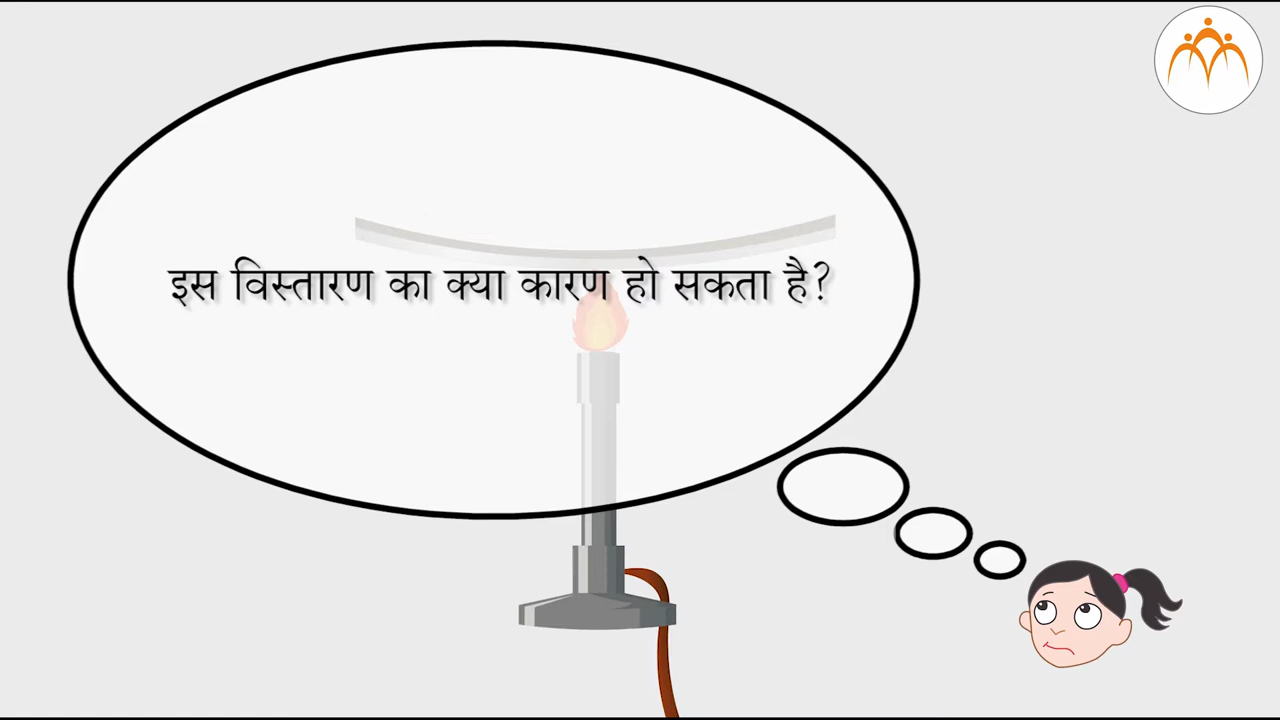 इस विस्तारण का क्या कारण हो सकता है?